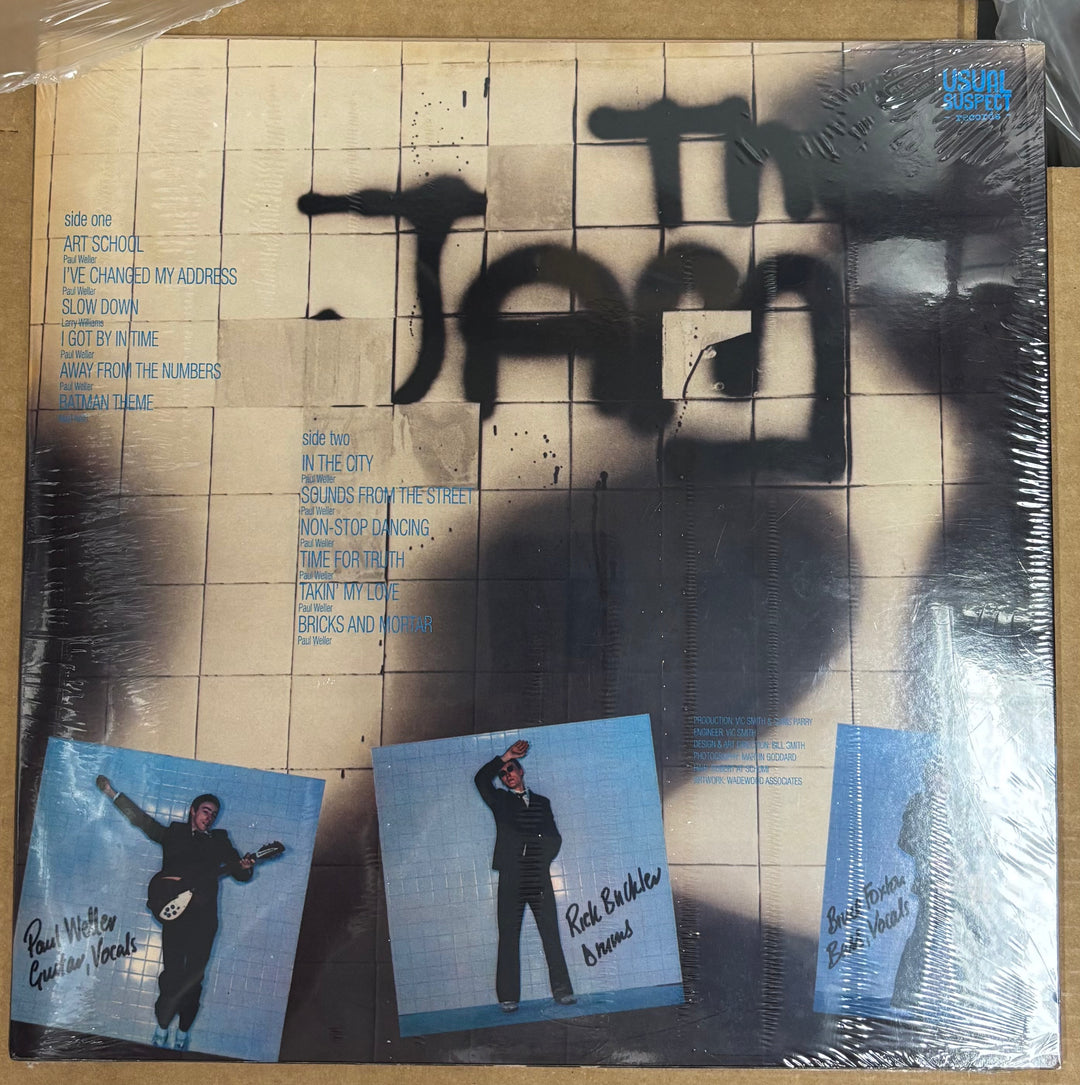 USUAL
SUSPECT
- records -
The
Jam
side one
ART SCHOOL
Paul Weller
I'VE CHANGED MY ADDRESS
Paul Weller
SLOW DOWN
Larry Williams
I GOT BY IN TIME
Paul Weller
AWAY FROM THE NUMBERS
Paul Weller
BATMAN THEME
side two
IN THE CITY
Paul Weller
SOUNDS FROM THE STREET
Paul Weller
NON-STOP DANCING
Paul Weller
TIME FOR TRUTH
Paul Weller
TAKIN' MY LOVE
Paul Weller
BRICKS AND MORTAR
Paul Weller
PRODUCTION: VIC SMITH & CHRIS PARRY
ENGINEER: VIC SMITH
DESIGN & ART DIRECTION: BILL SMITH
PHOTOGRAPHY: MARTIN GODDARD
ARTWORK: WADEWOOD ASSOCIATES
Paul Weller
Guitar, Vocals
Rick Buckler
Drums
Bruce Foxton
Bass, Vocals